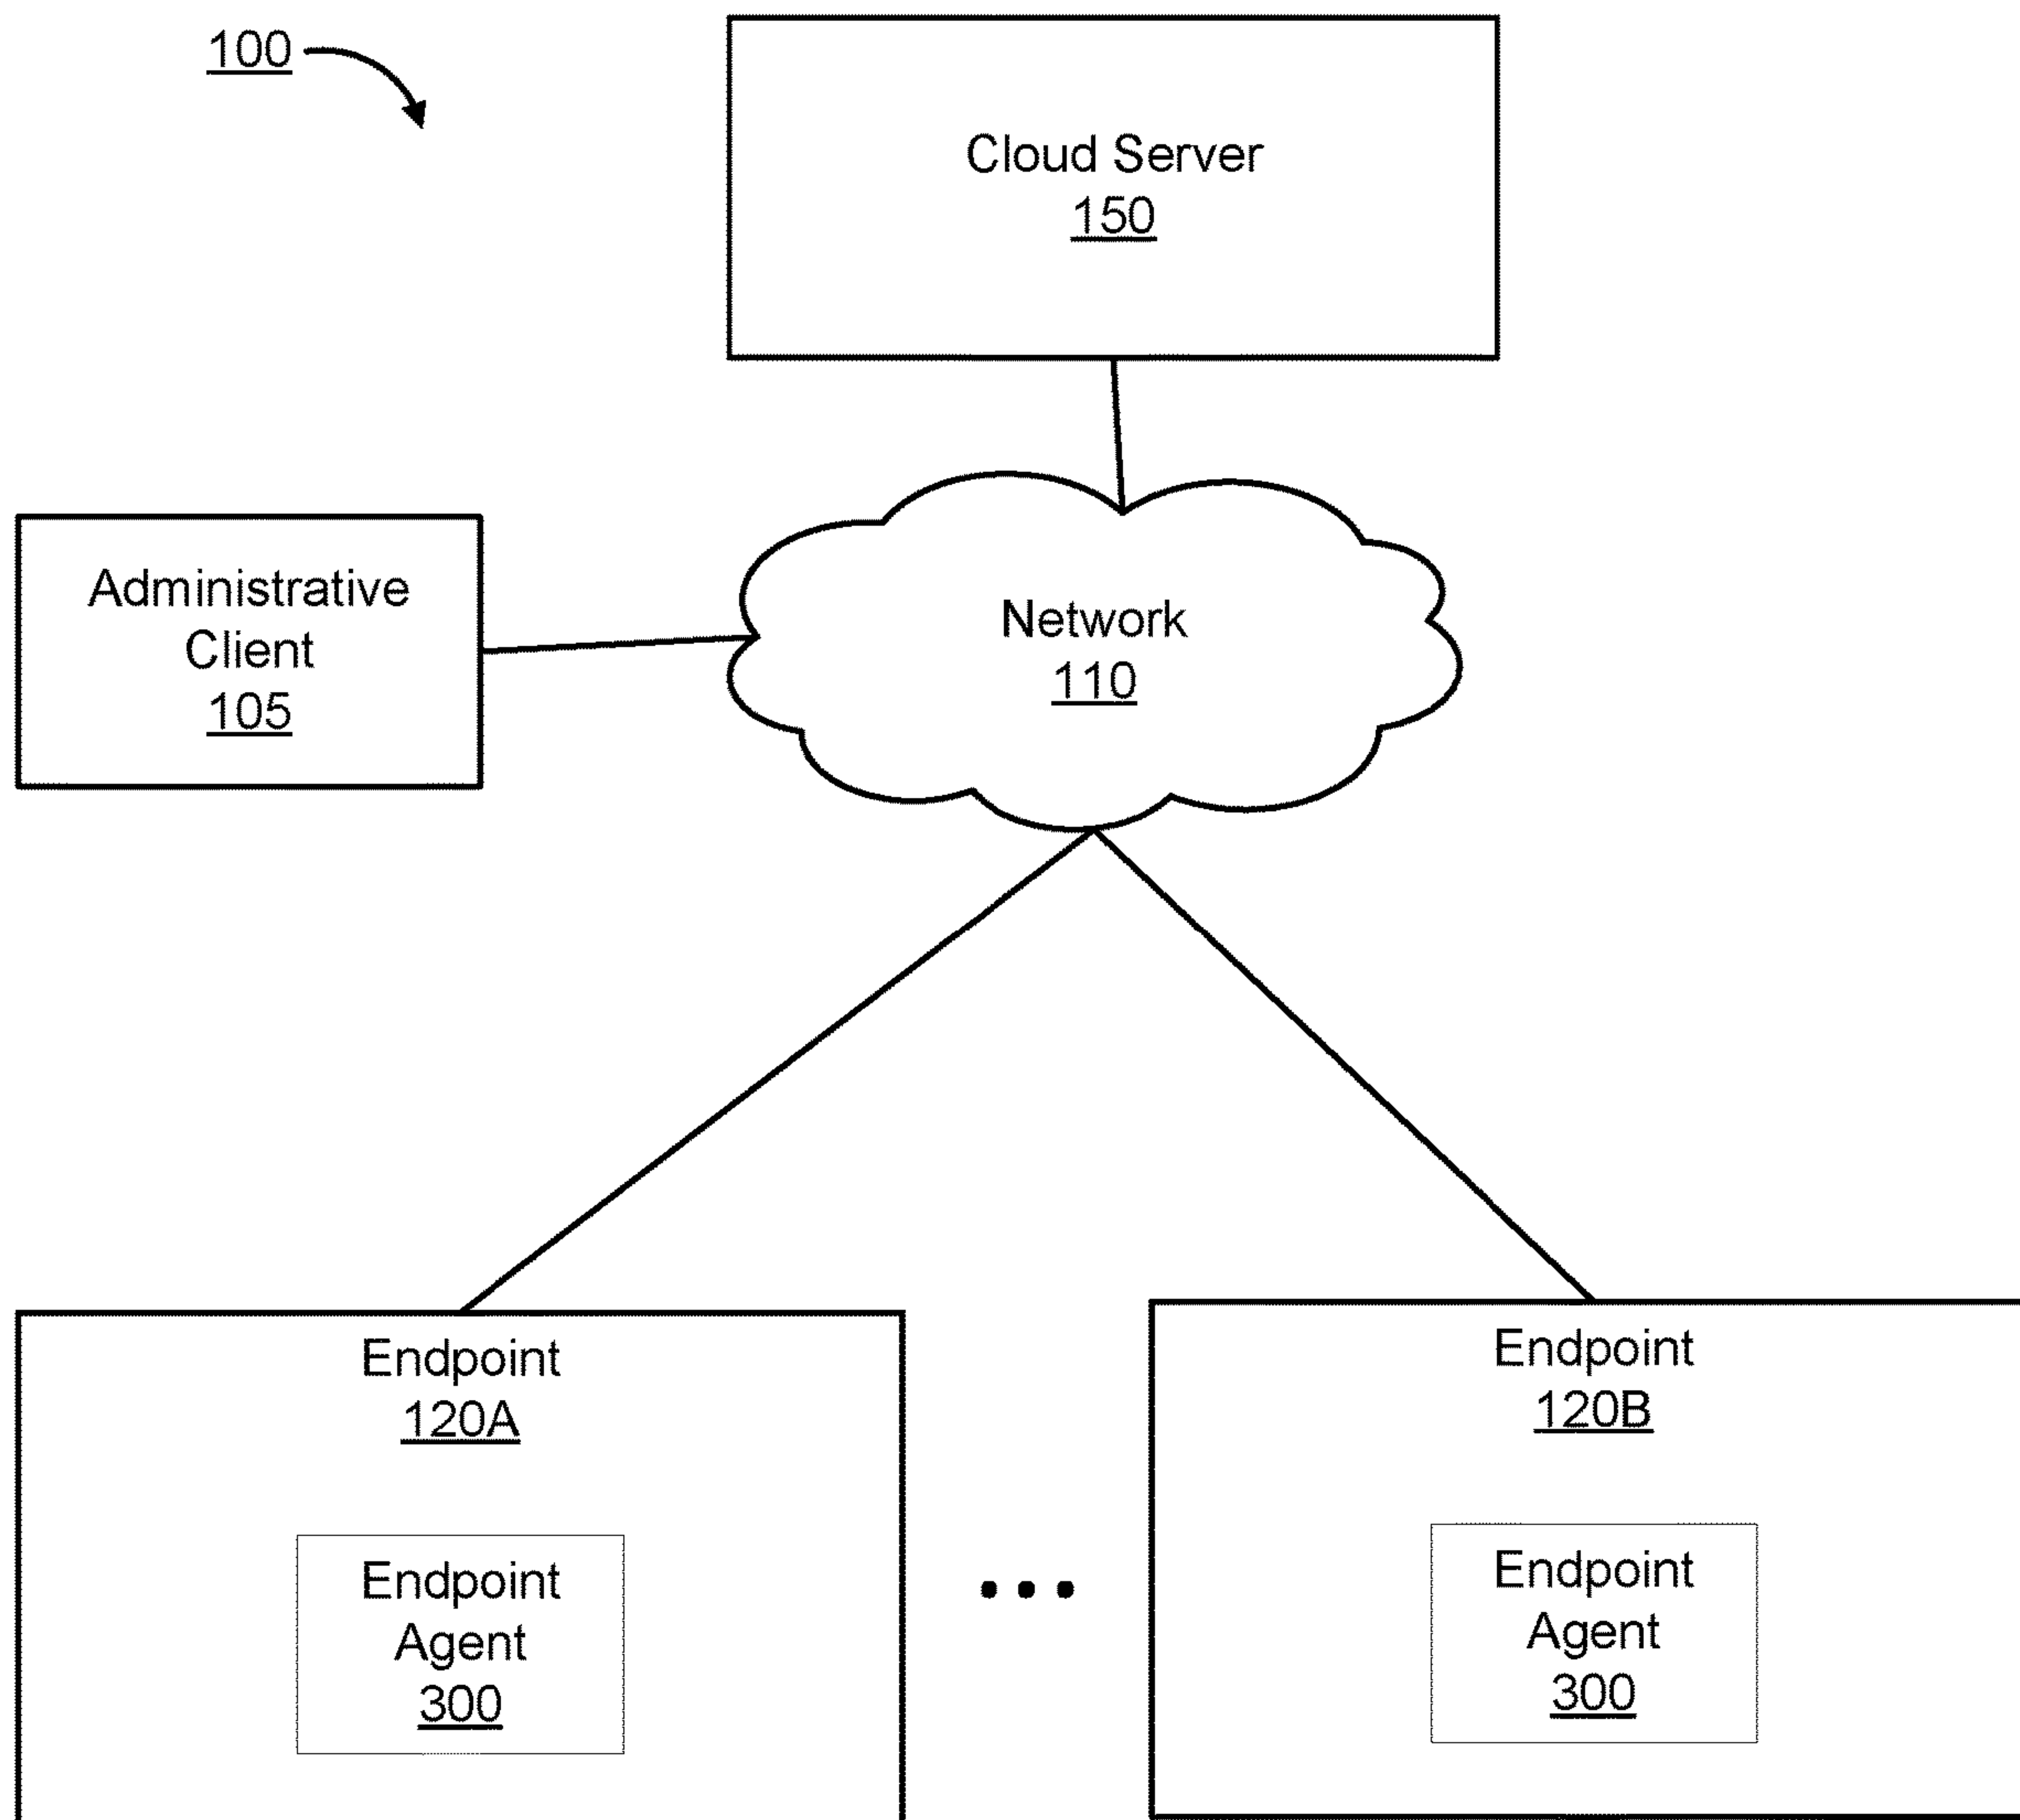 100
Cloud Server
150
Administrative
Client
105
Network
110
Endpoint
120A
Endpoint
Agent
300
...
Endpoint
120B
Endpoint
Agent
300